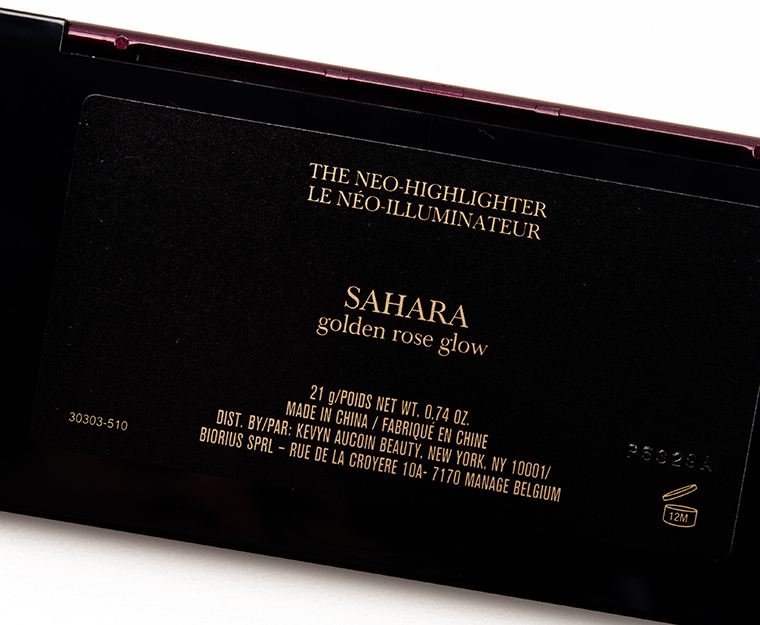 THE NEO-HIGHLIGHTER
LE NÉO-ILLUMINATEUR
SAHARA
golden rose glow
21 g/POIDS NET WT. 0.74 OZ.
MADE IN CHINA / FABRIQUÉ EN CHINE
DIST. BY/PAR: KEVYN AUCOIN BEAUTY, NEW YORK, NY 10001/
BIORIUS SPRL – RUE DE LA CROYERE 10A- 7170 MANAGE BELGIUM
30303-510
P6329A
12M